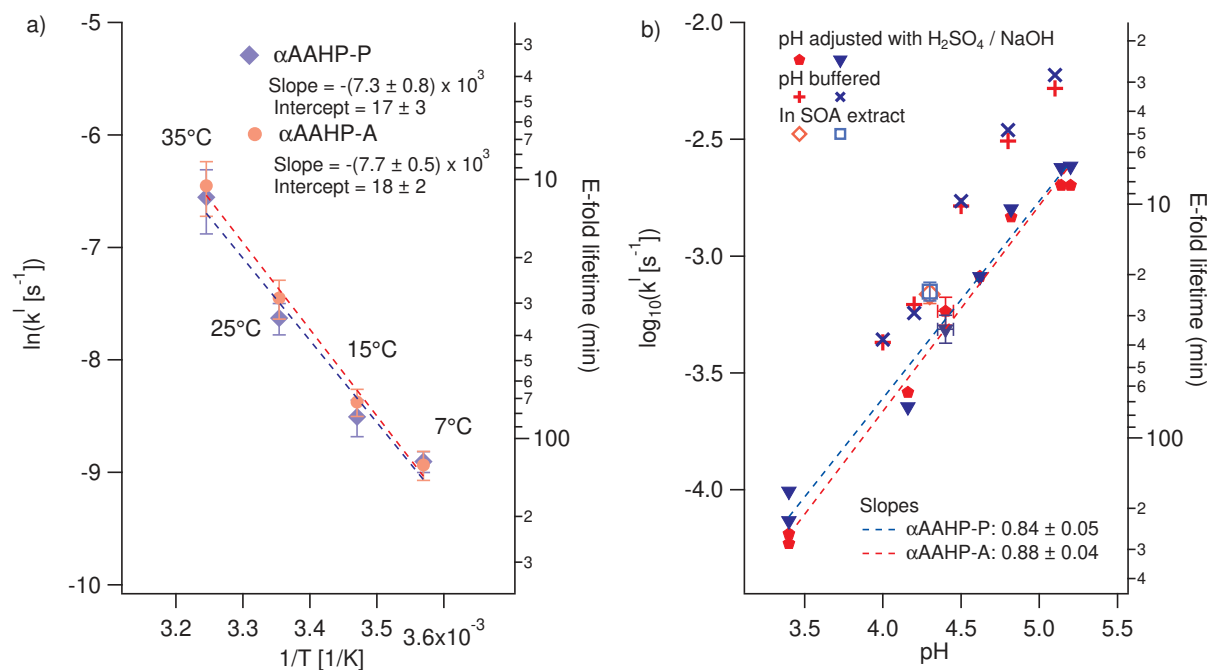 a)
αAAHP-P
Slope = -(7.3 ± 0.8) x 10³
Intercept = 17 ± 3
αAAHP-A
Slope = -(7.7 ± 0.5) x 10³
Intercept = 18 ± 2
35°C
25°C
15°C
7°C
-5
-6
-7
-8
-9
-10
ln(k^I [s⁻¹])
3.2
3.3
3.4
3.5
3.6x10⁻³
1/T [1/K]
3
4
5
6
7
10
2
3
4
5
6
7
100
2
3
E-fold lifetime (min)
b)
pH adjusted with H₂SO₄ / NaOH
pH buffered
In SOA extract
-2.0
-2.5
-3.0
-3.5
-4.0
log₁₀(k^I [s⁻¹])
3.5
4.0
4.5
5.0
5.5
pH
Slopes
αAAHP-P: 0.84 ± 0.05
αAAHP-A: 0.88 ± 0.04
2
3
4
5
6
10
2
3
4
5
6
100
2
3
4
E-fold lifetime (min)